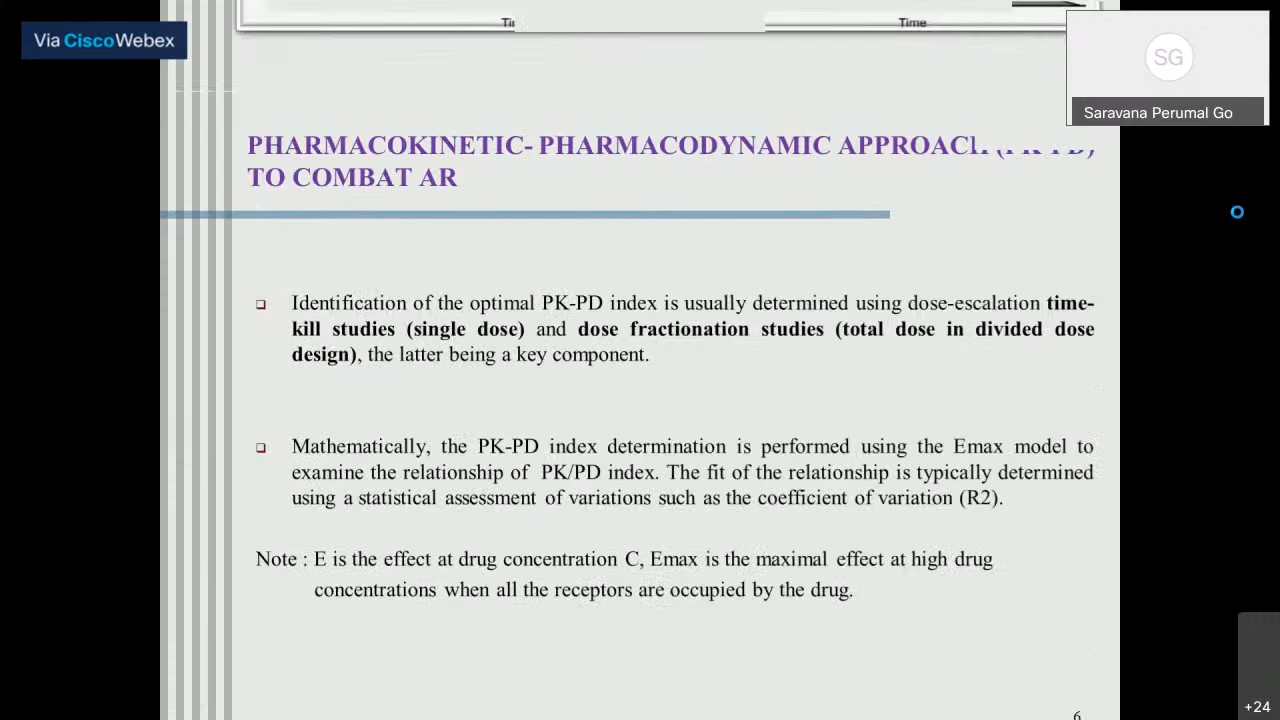 Time
Via Cisco Webex
SG
Saravana Perumal Go
PHARMACOKINETIC- PHARMACODYNAMIC APPROACH
TO COMBAT AR
❑ Identification of the optimal PK-PD index is usually determined using dose-escalation time-
kill studies (single dose) and dose fractionation studies (total dose in divided dose
design), the latter being a key component.
❑ Mathematically, the PK-PD index determination is performed using the Emax model to
examine the relationship of PK/PD index. The fit of the relationship is typically determined
using a statistical assessment of variations such as the coefficient of variation (R2).
Note : E is the effect at drug concentration C, Emax is the maximal effect at high drug
concentrations when all the receptors are occupied by the drug.
+24
6